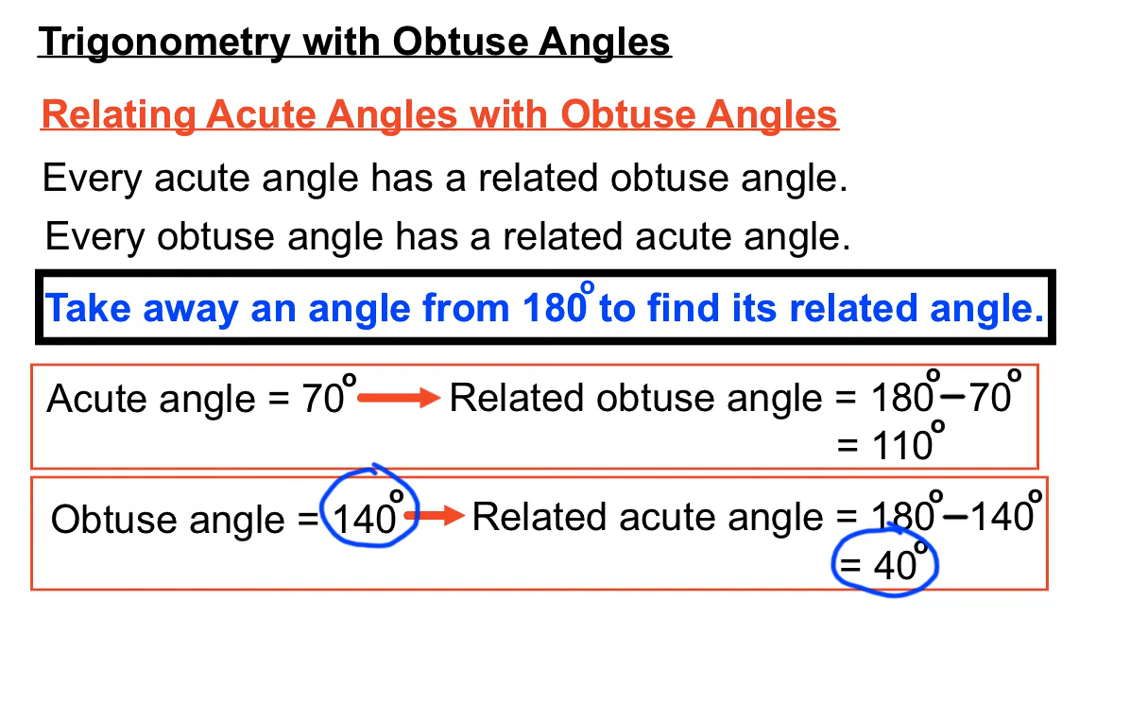 Trigonometry with Obtuse Angles
Relating Acute Angles with Obtuse Angles
Every acute angle has a related obtuse angle.
Every obtuse angle has a related acute angle.
Take away an angle from 180° to find its related angle.
Acute angle = 70° → Related obtuse angle = 180° – 70°
= 110°
Obtuse angle = 140° → Related acute angle = 180° – 140°
= 40°